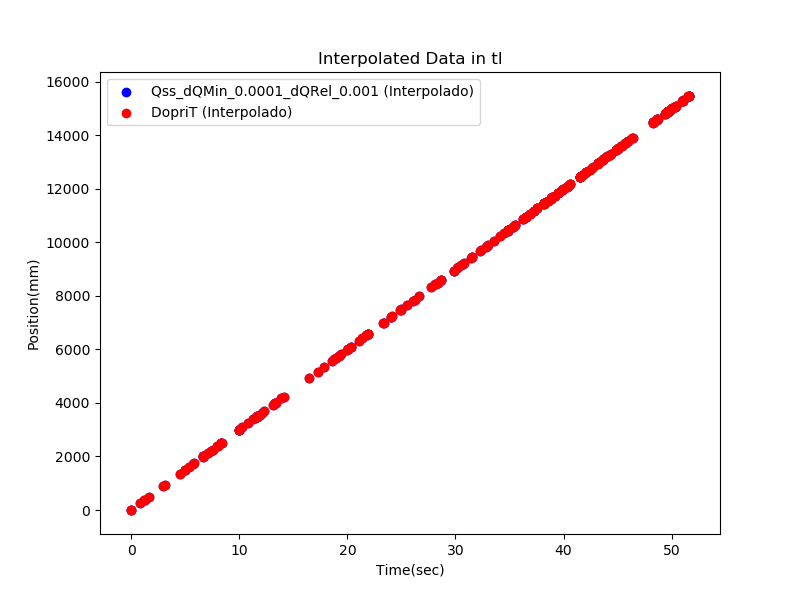 Interpolated Data in tl
Qss_dQMin_0.0001_dQRel_0.001 (Interpolado)
DopriT (Interpolado)
16000
14000
12000
10000
8000
6000
4000
2000
0
Position(mm)
0 10 20 30 40 50
Time(sec)